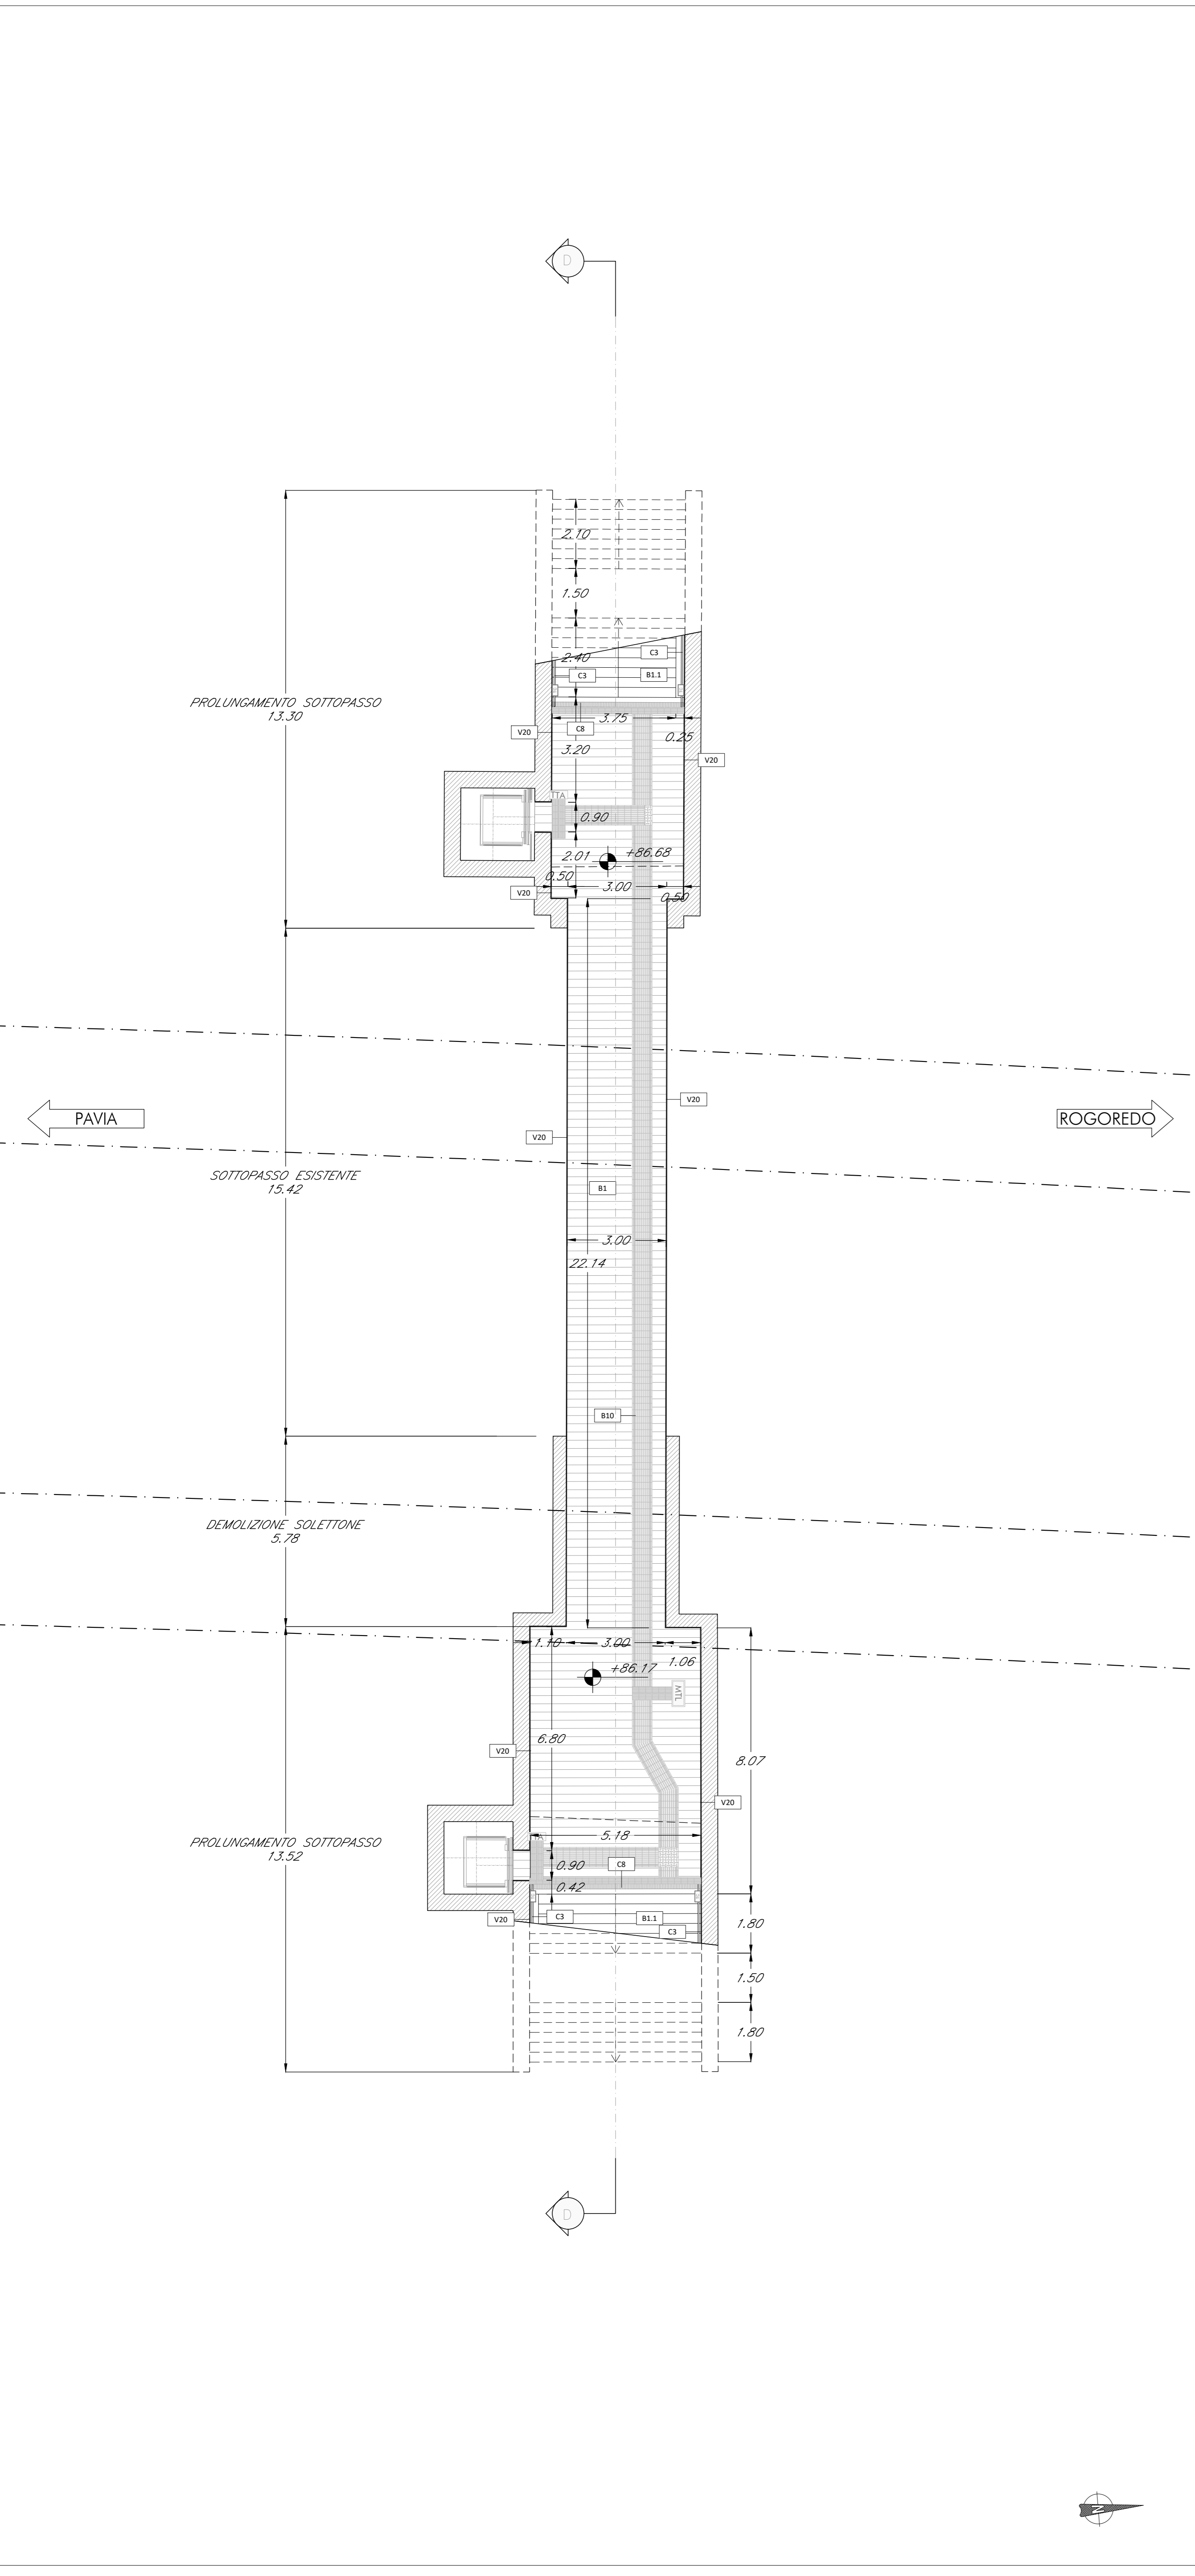 D
2.10
1.50
2.40
C3
C3
B1.1
PROLUNGAMENTO SOTTOPASSO
13.30
3.75
C8
V20
0.25
3.20
V20
TA
0.90
+86.68
2.01
0.50
3.00
V20
0.50
PAVIA
V20
ROGOREDO
V20
SOTTOPASSO ESISTENTE
15.42
B1
3.00
22.14
B10
DEMOLIZIONE SOLETTONE
5.78
1.10
3.00
1.06
+86.17
MTL
6.80
V20
8.07
V20
5.18
PROLUNGAMENTO SOTTOPASSO
13.52
0.90
C8
0.42
V20
C3
B1.1
C3
1.80
1.50
1.80
D
N